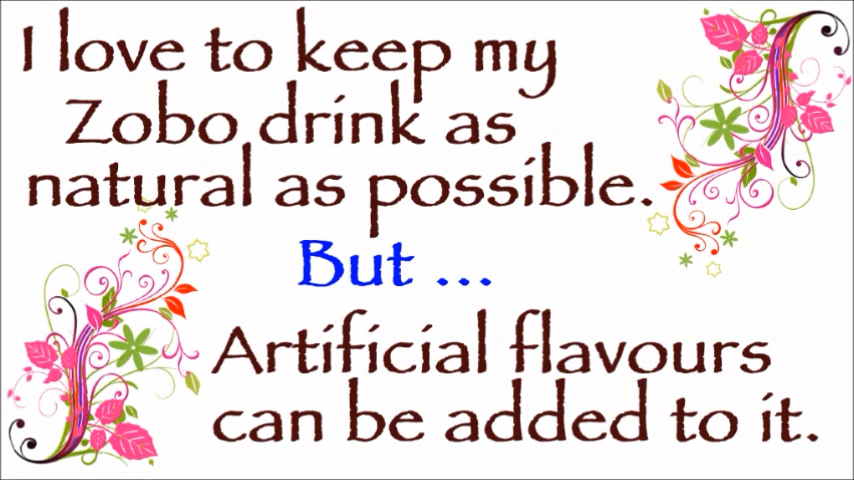 I love to keep my
Zobo drink as
natural as possible.
But ...
Artificial flavours
can be added to it.